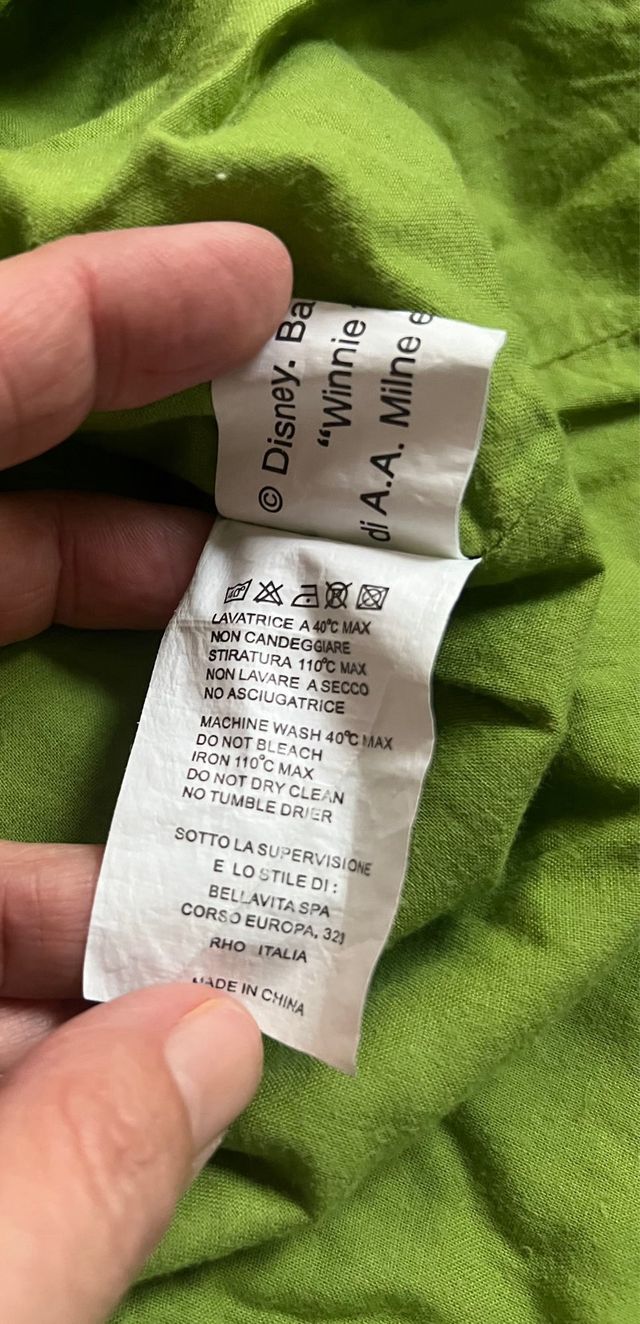 © Disney. Ba
“Winnie
di A.A. Milne e
40°
LAVATRICE A 40°C MAX
NON CANDEGGIARE
STIRATURA 110°C MAX
NON LAVARE A SECCO
NO ASCIUGATRICE
MACHINE WASH 40°C MAX
DO NOT BLEACH
IRON 110°C MAX
DO NOT DRY CLEAN
NO TUMBLE DRIER
SOTTO LA SUPERVISIONE
E LO STILE DI :
BELLAVITA SPA
CORSO EUROPA,
RHO ITALIA
MADE IN CHINA